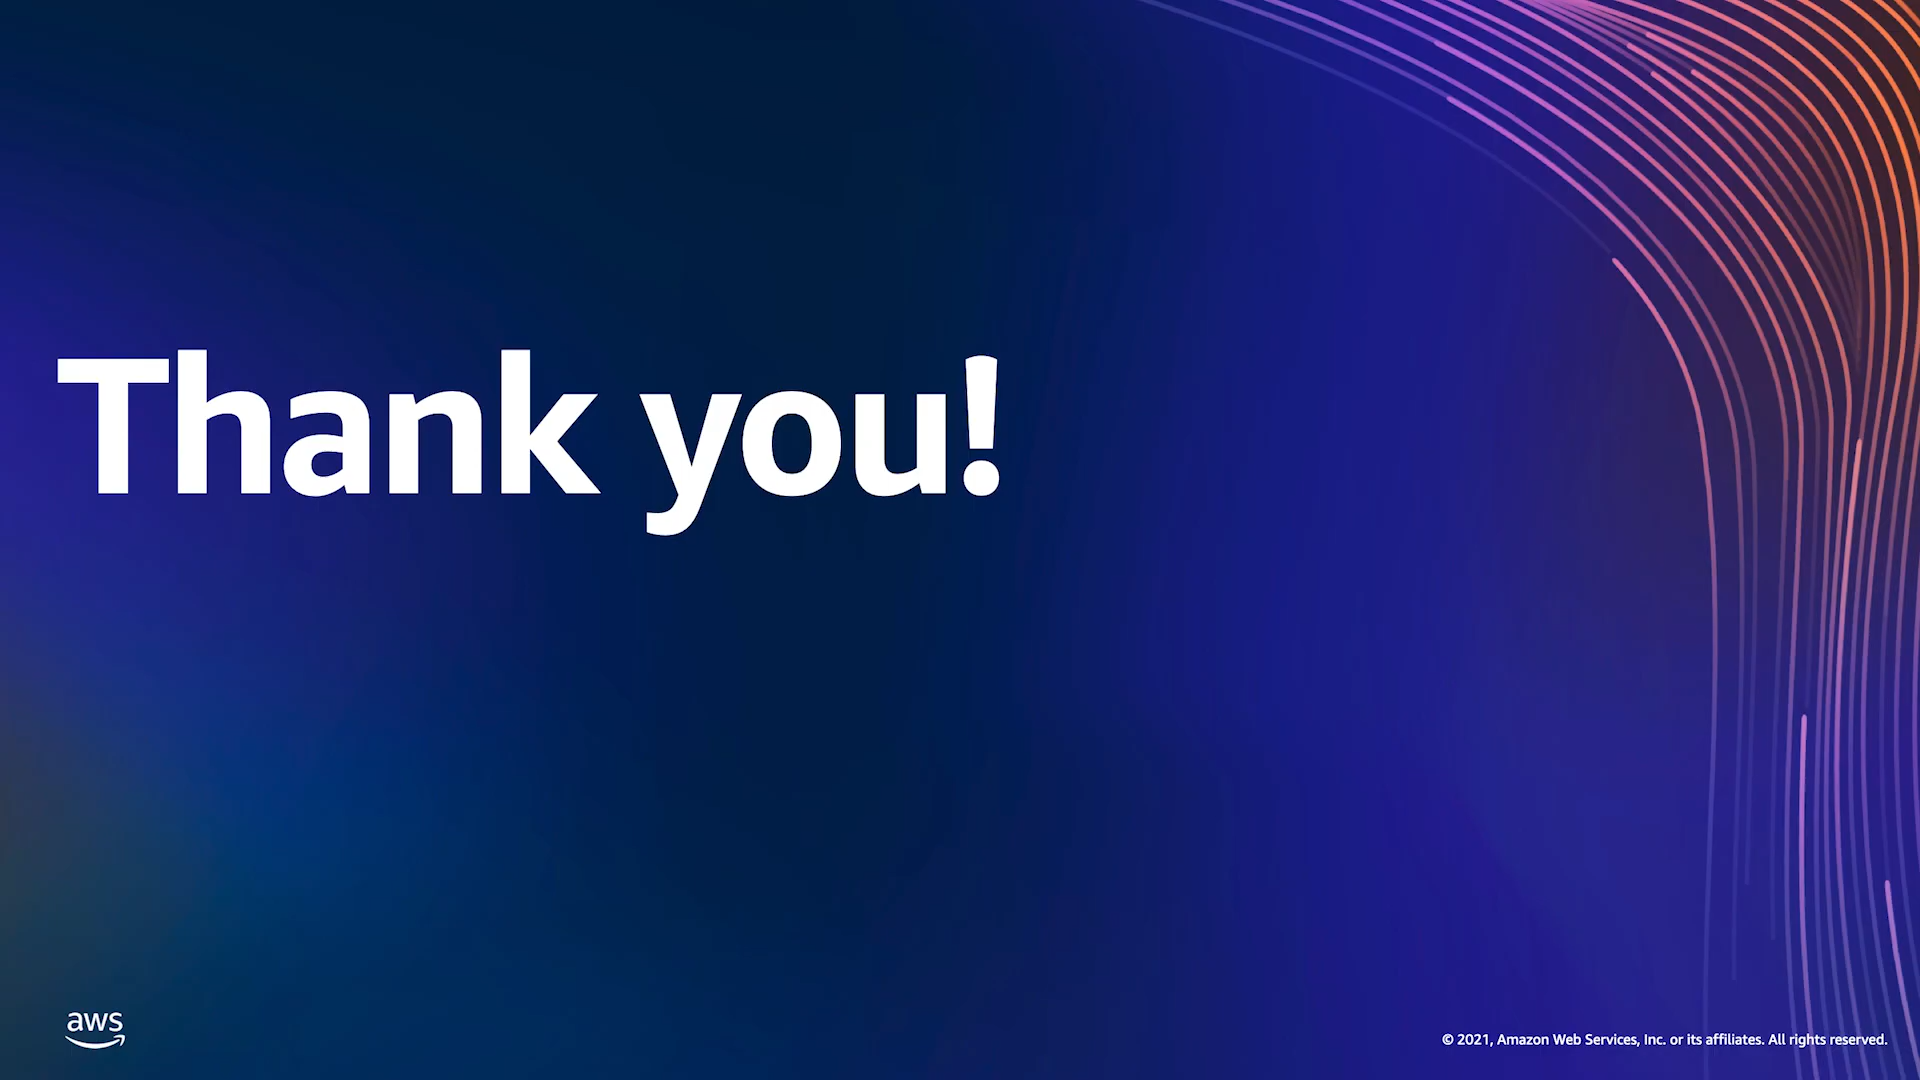 Thank you!
aws
© 2021, Amazon Web Services, Inc. or its affiliates. All rights reserved.